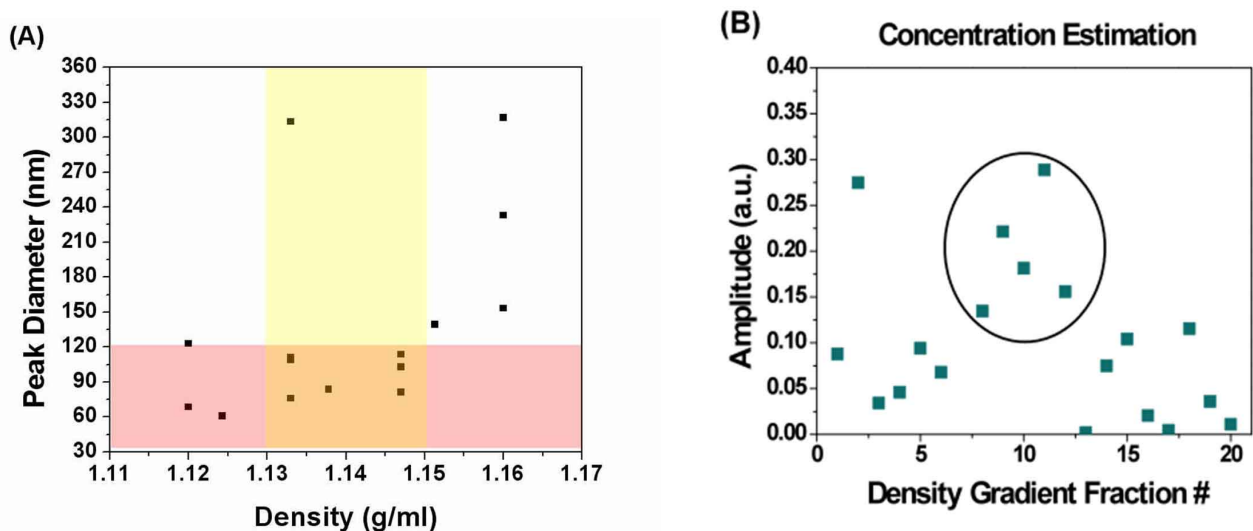 (A)
360
330
300
270
240
210
180
150
120
90
60
30
Peak Diameter (nm)
1.11 1.12 1.13 1.14 1.15 1.16 1.17
Density (g/ml)
(B)
Concentration Estimation
0.40
0.35
0.30
0.25
0.20
0.15
0.10
0.05
0.00
Amplitude (a.u.)
0 5 10 15 20
Density Gradient Fraction #